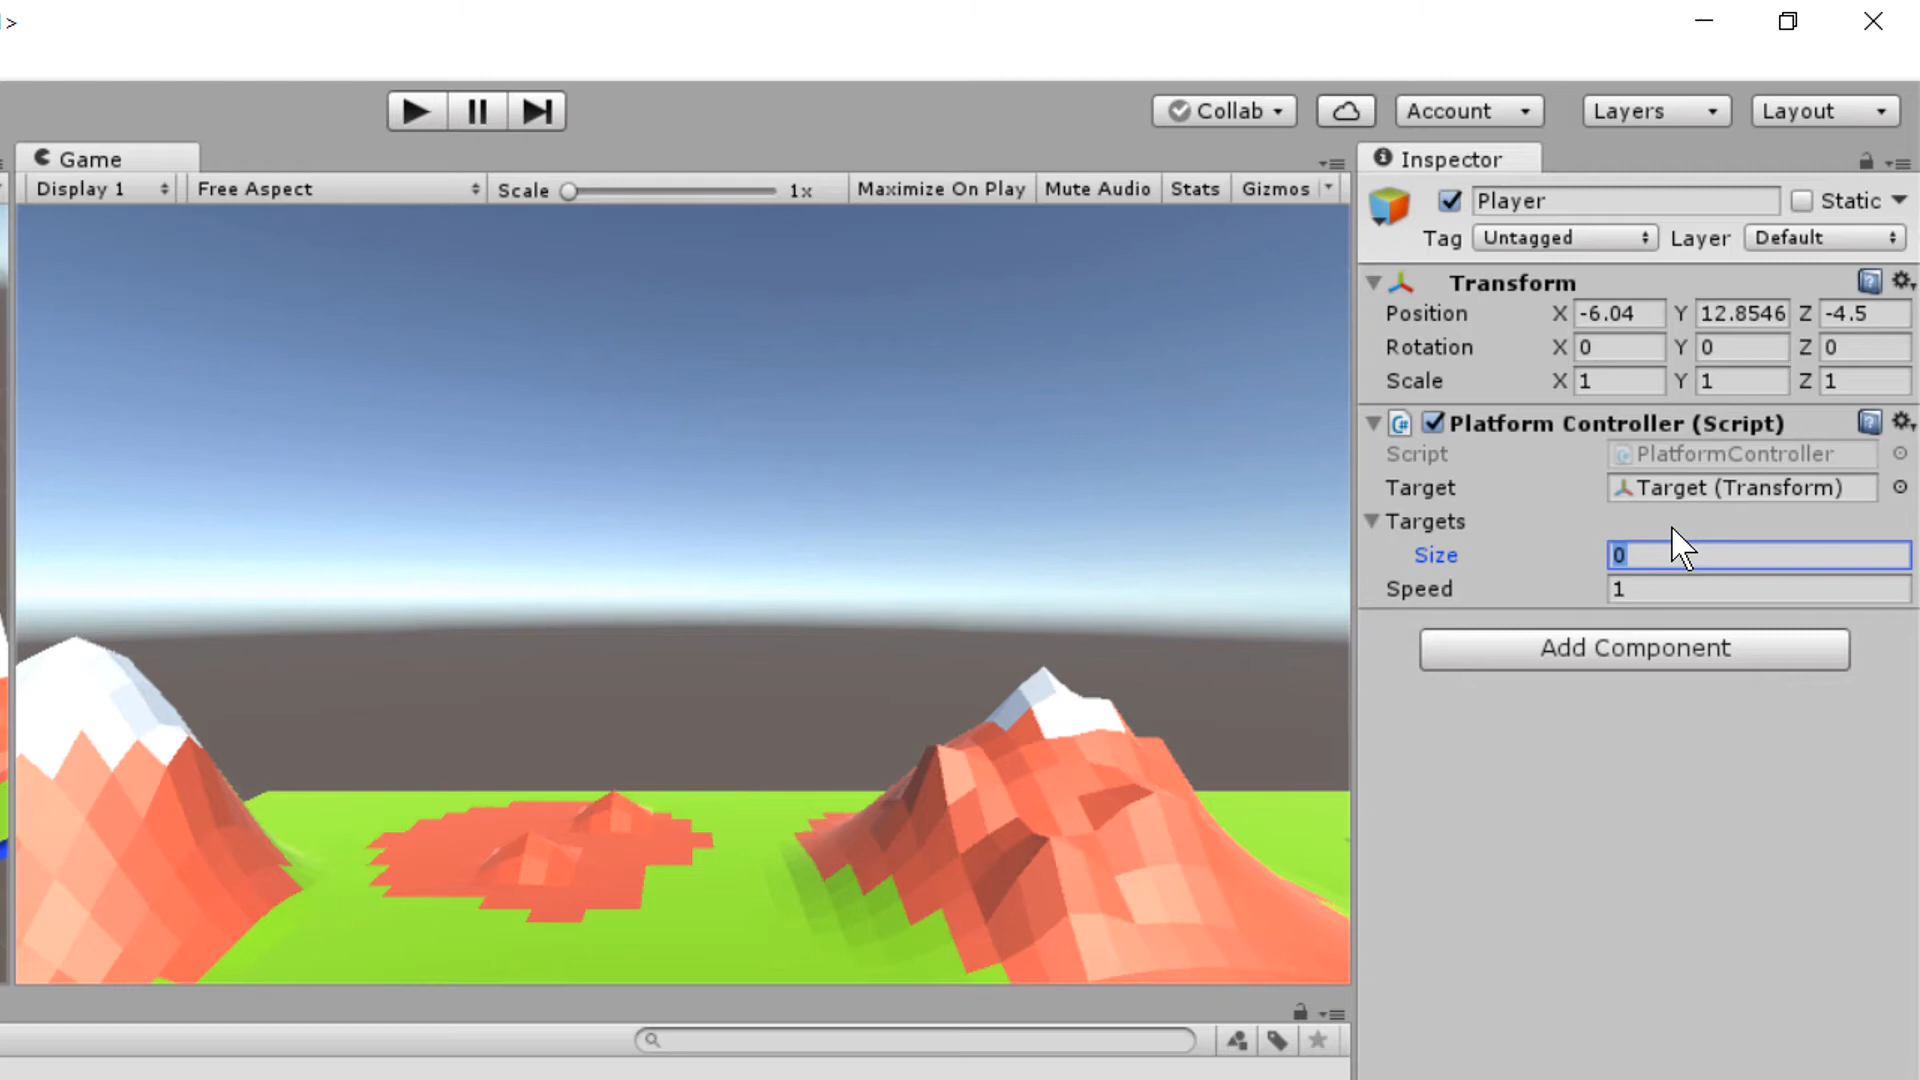 >
Collab Account Layers Layout
Game
Display 1 Free Aspect Scale 1x Maximize On Play Mute Audio Stats Gizmos
Inspector
Player Static
Tag Untagged Layer Default
Transform
Position X -6.04 Y 12.8546 Z -4.5
Rotation X 0 Y 0 Z 0
Scale X 1 Y 1 Z 1
Platform Controller (Script)
Script PlatformController
Target Target (Transform)
Targets
Size 0
Speed 1
Add Component